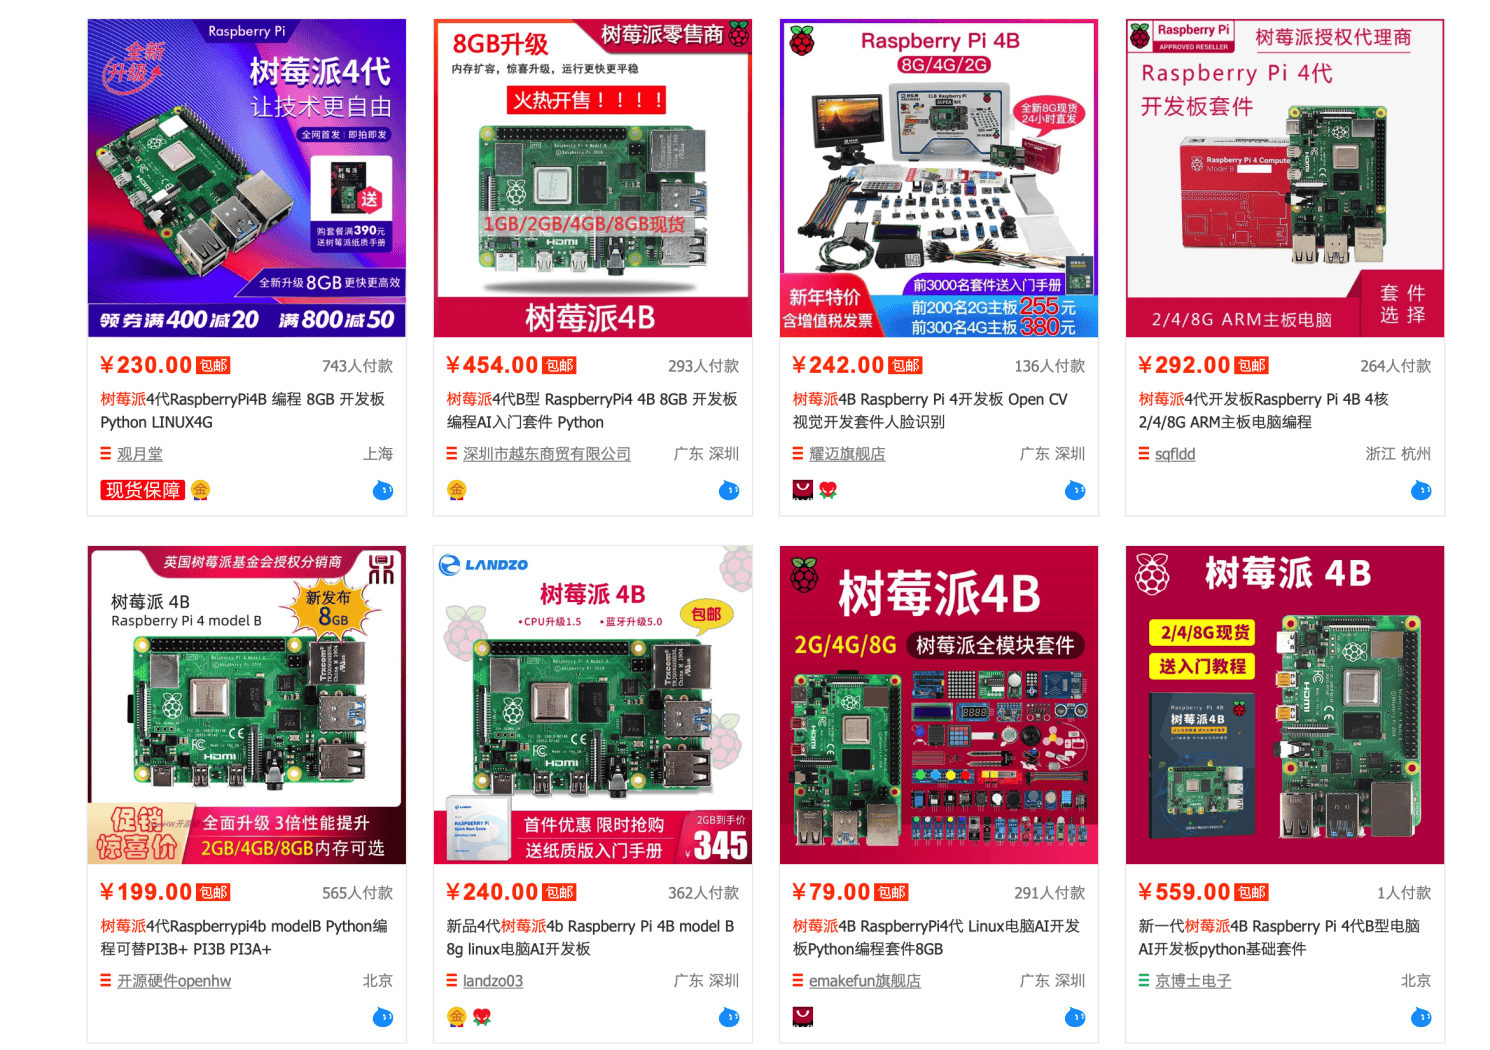 Raspberry Pi
全新
升级
树莓派4代
让技术更自由
全网首发 | 即拍即发
送
购套餐满390元
送树莓派纸质手册
全新升级 8GB更快更高效
领券满400减20 满800减50
¥230.00 包邮 743人付款
树莓派4代RaspberryPi4B 编程 8GB 开发板
Python LINUX4G
观月堂 上海
现货保障 金
8GB升级
树莓派零售商
内存扩容，惊喜升级，运行更快更平稳
火热开售！！！！
Raspberry Pi 4 Model B
1GB/2GB/4GB/8GB现货
HDMI
树莓派4B
¥454.00 包邮 293人付款
树莓派4代B型 RaspberryPi4 4B 8GB 开发板
编程AI入门套件 Python
深圳市越东商贸有限公司 广东 深圳
金
Raspberry Pi 4B
8G/4G/2G
全新8G现货
24小时直发
前3000名套件送入门手册
新年特价
含增值税发票
前200名2G主板255元
前300名4G主板380元
¥242.00 包邮 136人付款
树莓派4B Raspberry Pi 4开发板 Open CV
视觉开发套件人脸识别
耀迈旗舰店 广东 深圳
Raspberry Pi
APPROVED RESELLER
树莓派授权代理商
Raspberry Pi 4代
开发板套件
Raspberry Pi 4 Compute
Model B
套件
选择
2/4/8G ARM主板电脑
¥292.00 包邮 264人付款
树莓派4代开发板Raspberry Pi 4B 4核
2/4/8G ARM主板电脑编程
sqfldd 浙江 杭州
英国树莓派基金会授权分销商
树莓派 4B
Raspberry Pi 4 model B
新发布
8GB
HDMI
促销
惊喜价
全面升级 3倍性能提升
2GB/4GB/8GB内存可选
¥199.00 包邮 565人付款
树莓派4代Raspberrypi4b modelB Python编
程可替PI3B+ PI3B PI3A+
开源硬件openhw 北京
LANDZO
树莓派 4B
•CPU升级1.5 •蓝牙升级5.0
包邮
HDMI
RASPBERRY Pi
Quick Start Guide
首件优惠 限时抢购
送纸质版入门手册
2GB到手价
¥345
¥240.00 包邮 362人付款
新品4代树莓派4b Raspberry Pi 4B model B
8g linux电脑AI开发板
landzo03 广东 深圳
金
树莓派4B
2G/4G/8G 树莓派全模块套件
¥79.00 包邮 291人付款
树莓派4B RaspberryPi4代 Linux电脑AI开发
板Python编程套件8GB
emakefun旗舰店 广东 深圳
树莓派 4B
2/4/8G现货
送入门教程
Raspberry Pi 4B
树莓派4B
HDMI
¥559.00 包邮 1人付款
新一代树莓派4B Raspberry Pi 4代B型电脑
AI开发板python基础套件
京博士电子 北京